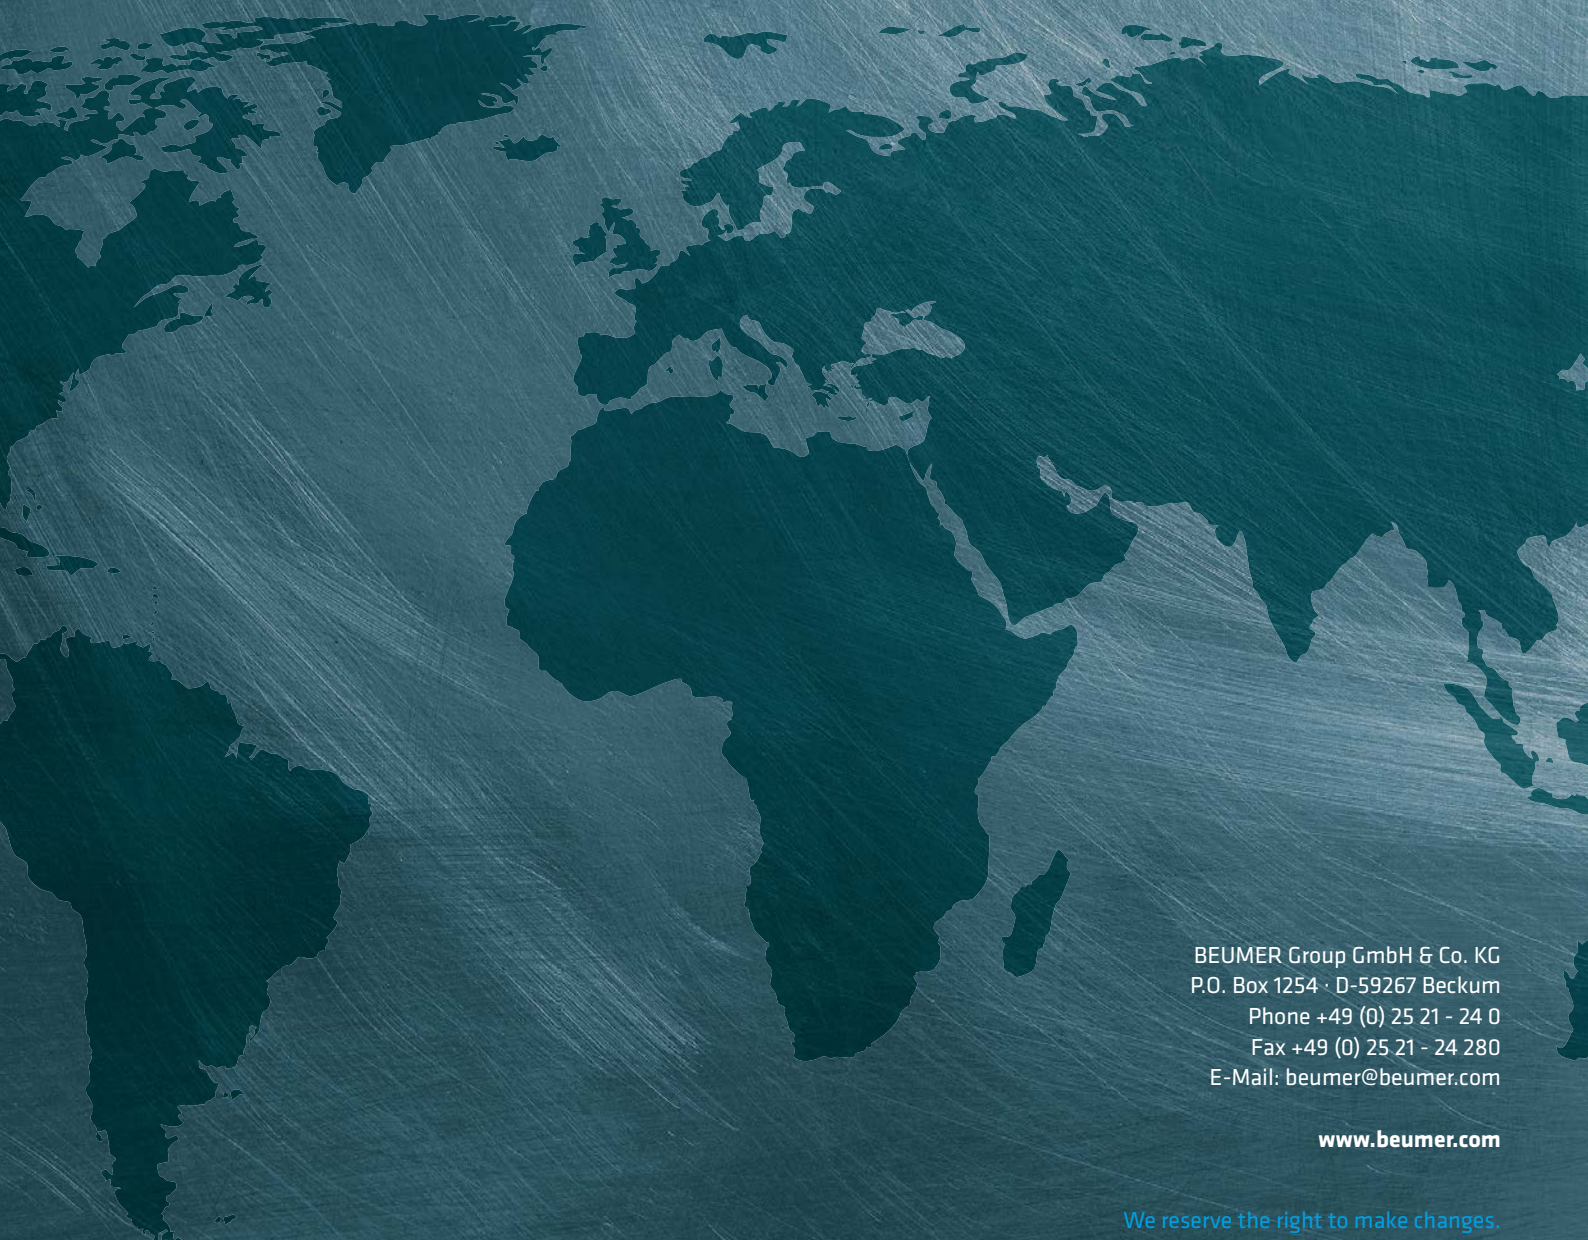 BEUMER Group GmbH & Co. KG
P.O. Box 1254 · D-59267 Beckum
Phone +49 (0) 25 21 - 24 0
Fax +49 (0) 25 21 - 24 280
E-Mail: beumer@beumer.com
www.beumer.com
We reserve the right to make changes.